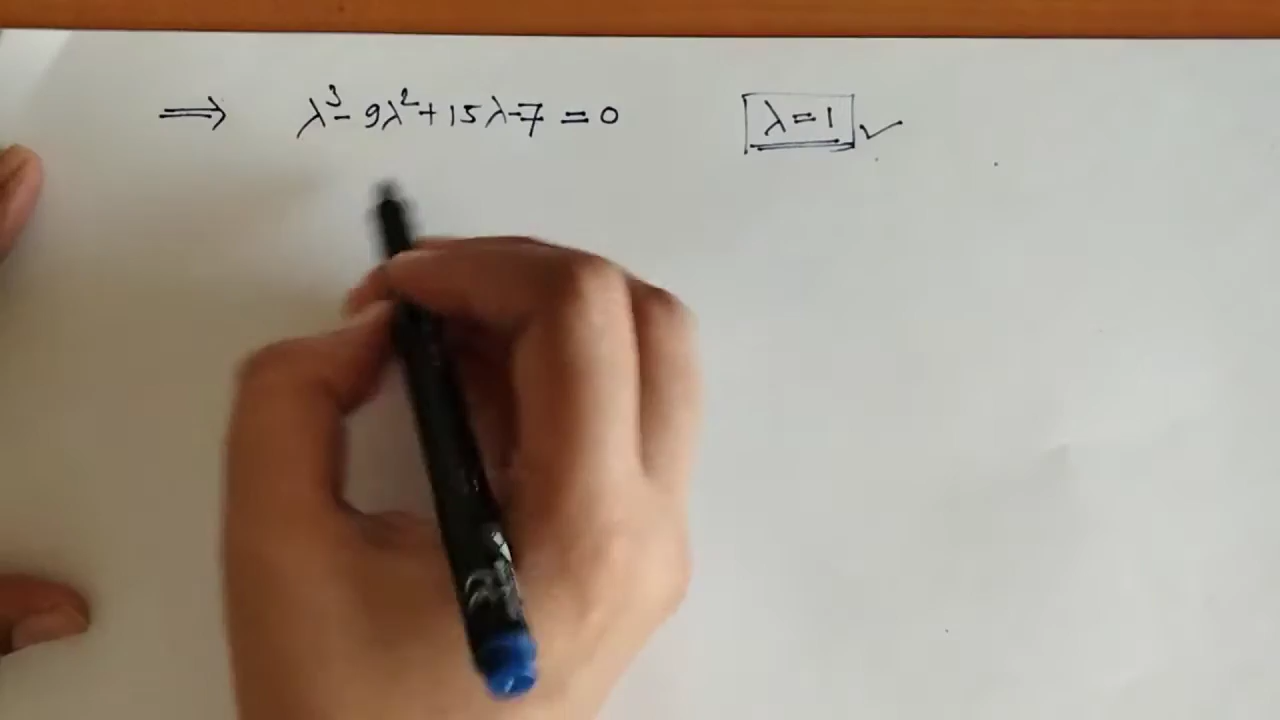 ⟹ λ³ - 9λ² + 15λ - 7 = 0 λ = 1 ✓